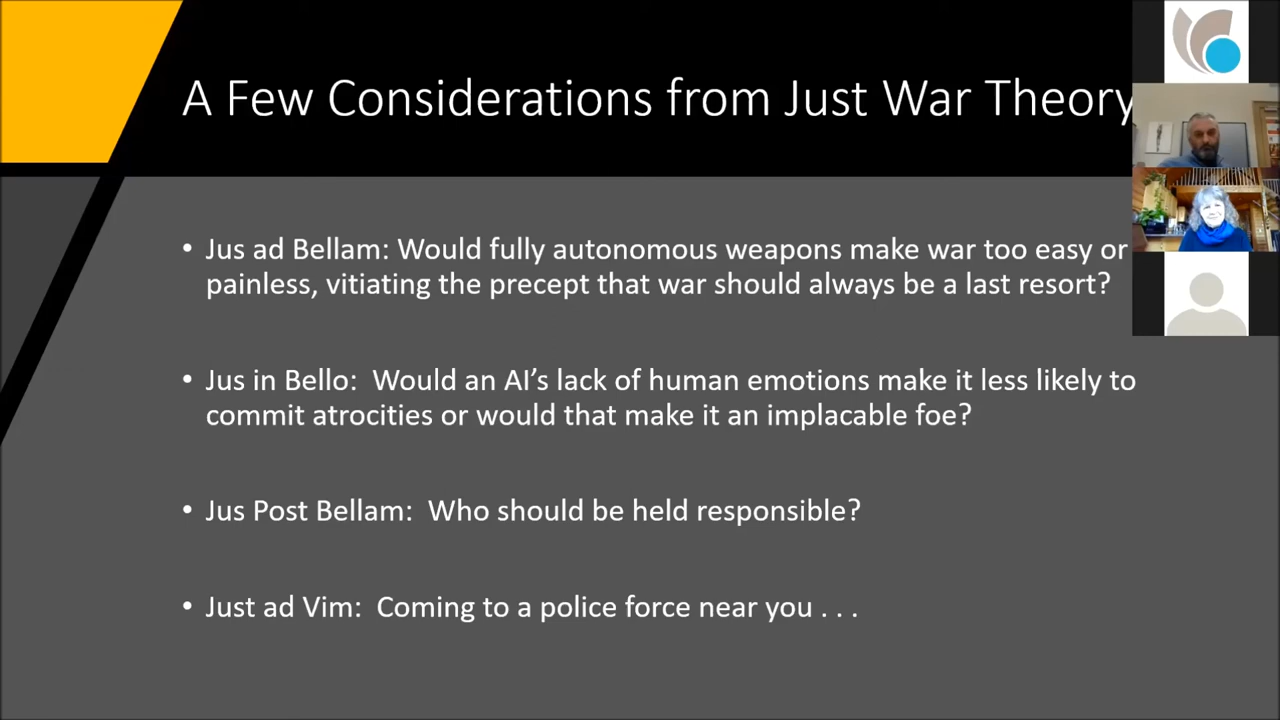 A Few Considerations from Just War Theory
• Jus ad Bellam: Would fully autonomous weapons make war too easy or
painless, vitiating the precept that war should always be a last resort?
• Jus in Bello:  Would an AI’s lack of human emotions make it less likely to
commit atrocities or would that make it an implacable foe?
• Jus Post Bellam:  Who should be held responsible?
• Just ad Vim:  Coming to a police force near you . . .